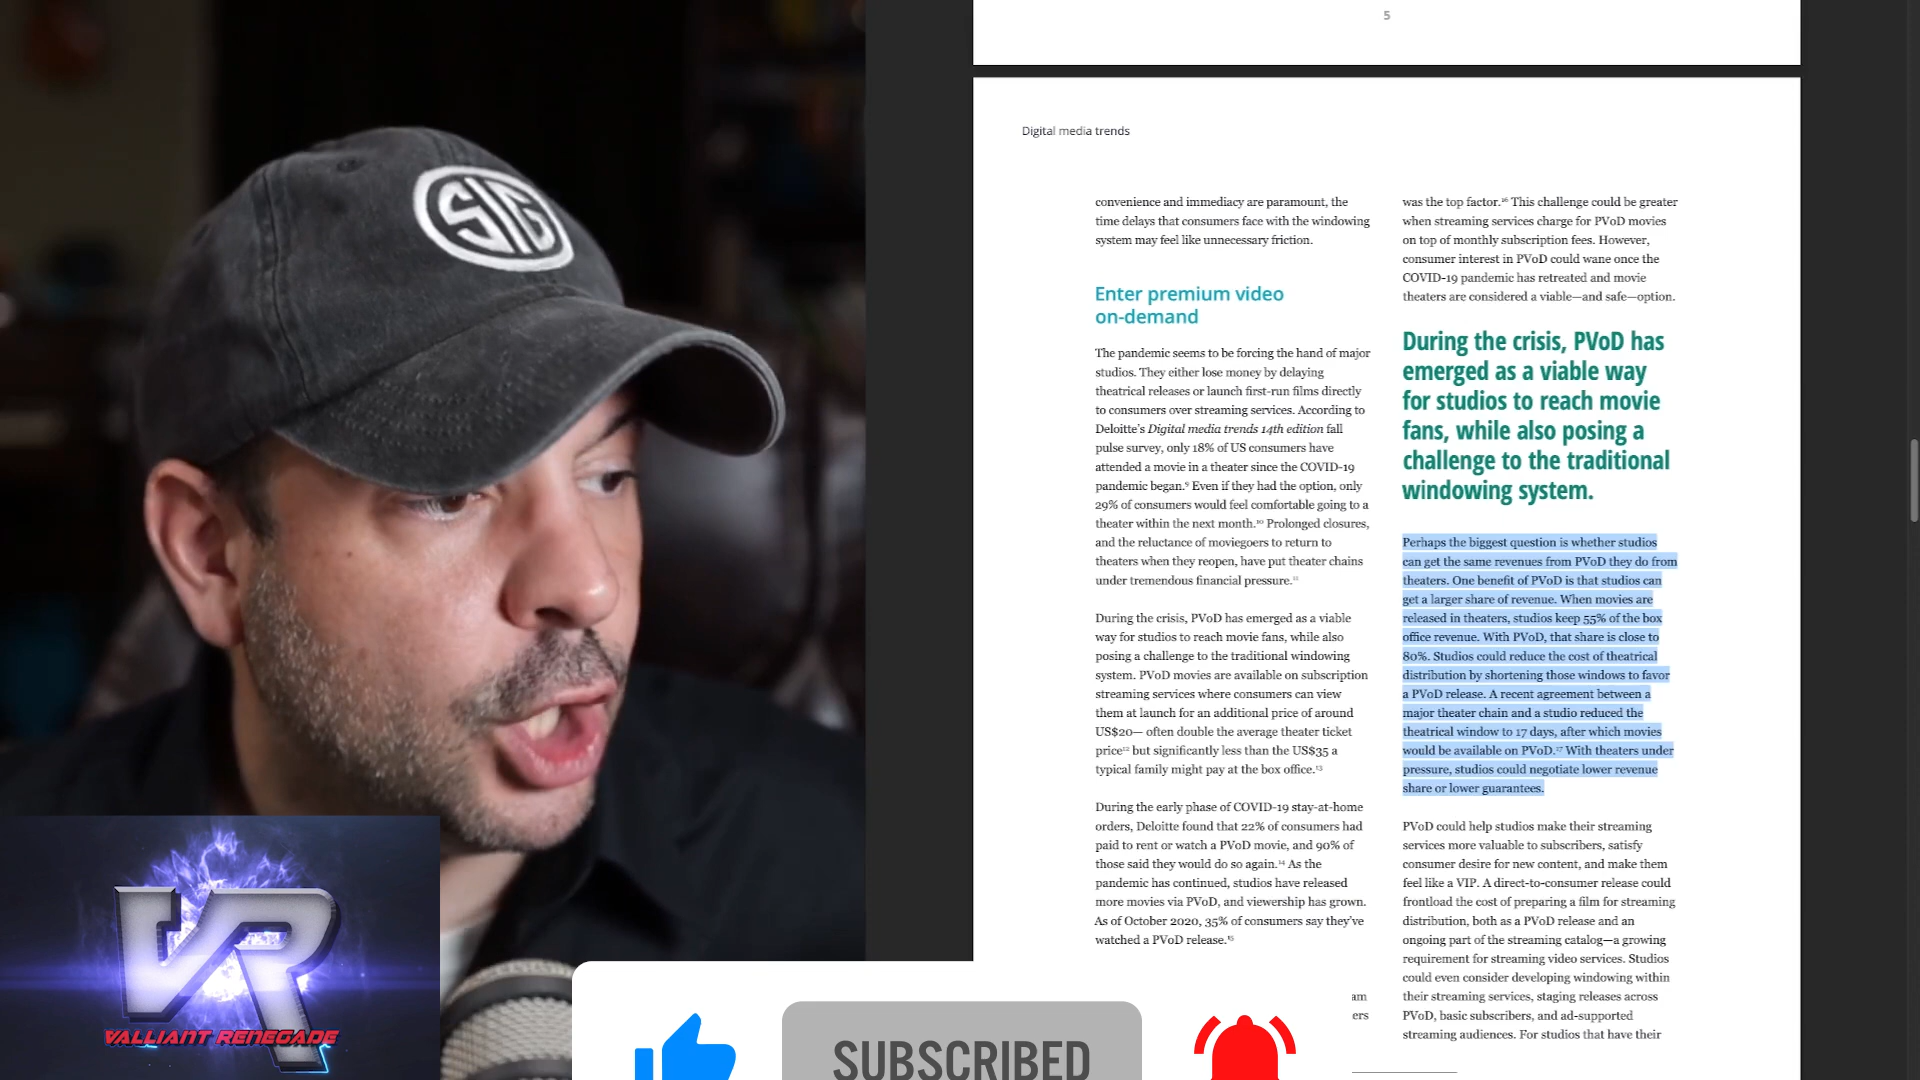 5
Digital media trends
convenience and immediacy are paramount, the
time delays that consumers face with the windowing
system may feel like unnecessary friction.
Enter premium video
on-demand
The pandemic seems to be forcing the hand of major
studios. They either lose money by delaying
theatrical releases or launch first-run films directly
to consumers over streaming services. According to
Deloitte's Digital media trends 14th edition fall
pulse survey, only 18% of US consumers have
attended a movie in a theater since the COVID-19
pandemic began.⁹ Even if they had the option, only
29% of consumers would feel comfortable going to a
theater within the next month.¹⁰ Prolonged closures,
and the reluctance of moviegoers to return to
theaters when they reopen, have put theater chains
under tremendous financial pressure.¹¹
During the crisis, PVoD has emerged as a viable
way for studios to reach movie fans, while also
posing a challenge to the traditional windowing
system. PVoD movies are available on subscription
streaming services where consumers can view
them at launch for an additional price of around
US$20— often double the average theater ticket
price¹² but significantly less than the US$35 a
typical family might pay at the box office.¹³
During the early phase of COVID-19 stay-at-home
orders, Deloitte found that 22% of consumers had
paid to rent or watch a PVoD movie, and 90% of
those said they would do so again.¹⁴ As the
pandemic has continued, studios have released
more movies via PVoD, and viewership has grown.
As of October 2020, 35% of consumers say they've
watched a PVoD release.¹⁵
am
ers
was the top factor.¹⁶ This challenge could be greater
when streaming services charge for PVoD movies
on top of monthly subscription fees. However,
consumer interest in PVoD could wane once the
COVID-19 pandemic has retreated and movie
theaters are considered a viable—and safe—option.
During the crisis, PVoD has
emerged as a viable way
for studios to reach movie
fans, while also posing a
challenge to the traditional
windowing system.
Perhaps the biggest question is whether studios
can get the same revenues from PVoD they do from
theaters. One benefit of PVoD is that studios can
get a larger share of revenue. When movies are
released in theaters, studios keep 55% of the box
office revenue. With PVoD, that share is close to
80%. Studios could reduce the cost of theatrical
distribution by shortening those windows to favor
a PVoD release. A recent agreement between a
major theater chain and a studio reduced the
theatrical window to 17 days, after which movies
would be available on PVoD.¹⁷ With theaters under
pressure, studios could negotiate lower revenue
share or lower guarantees.
PVoD could help studios make their streaming
services more valuable to subscribers, satisfy
consumer desire for new content, and make them
feel like a VIP. A direct-to-consumer release could
frontload the cost of preparing a film for streaming
distribution, both as a PVoD release and an
ongoing part of the streaming catalog—a growing
requirement for streaming video services. Studios
could even consider developing windowing within
their streaming services, staging releases across
PVoD, basic subscribers, and ad-supported
streaming audiences. For studios that have their
SIG
VR
VALLIANT RENEGADE
SUBSCRIBED